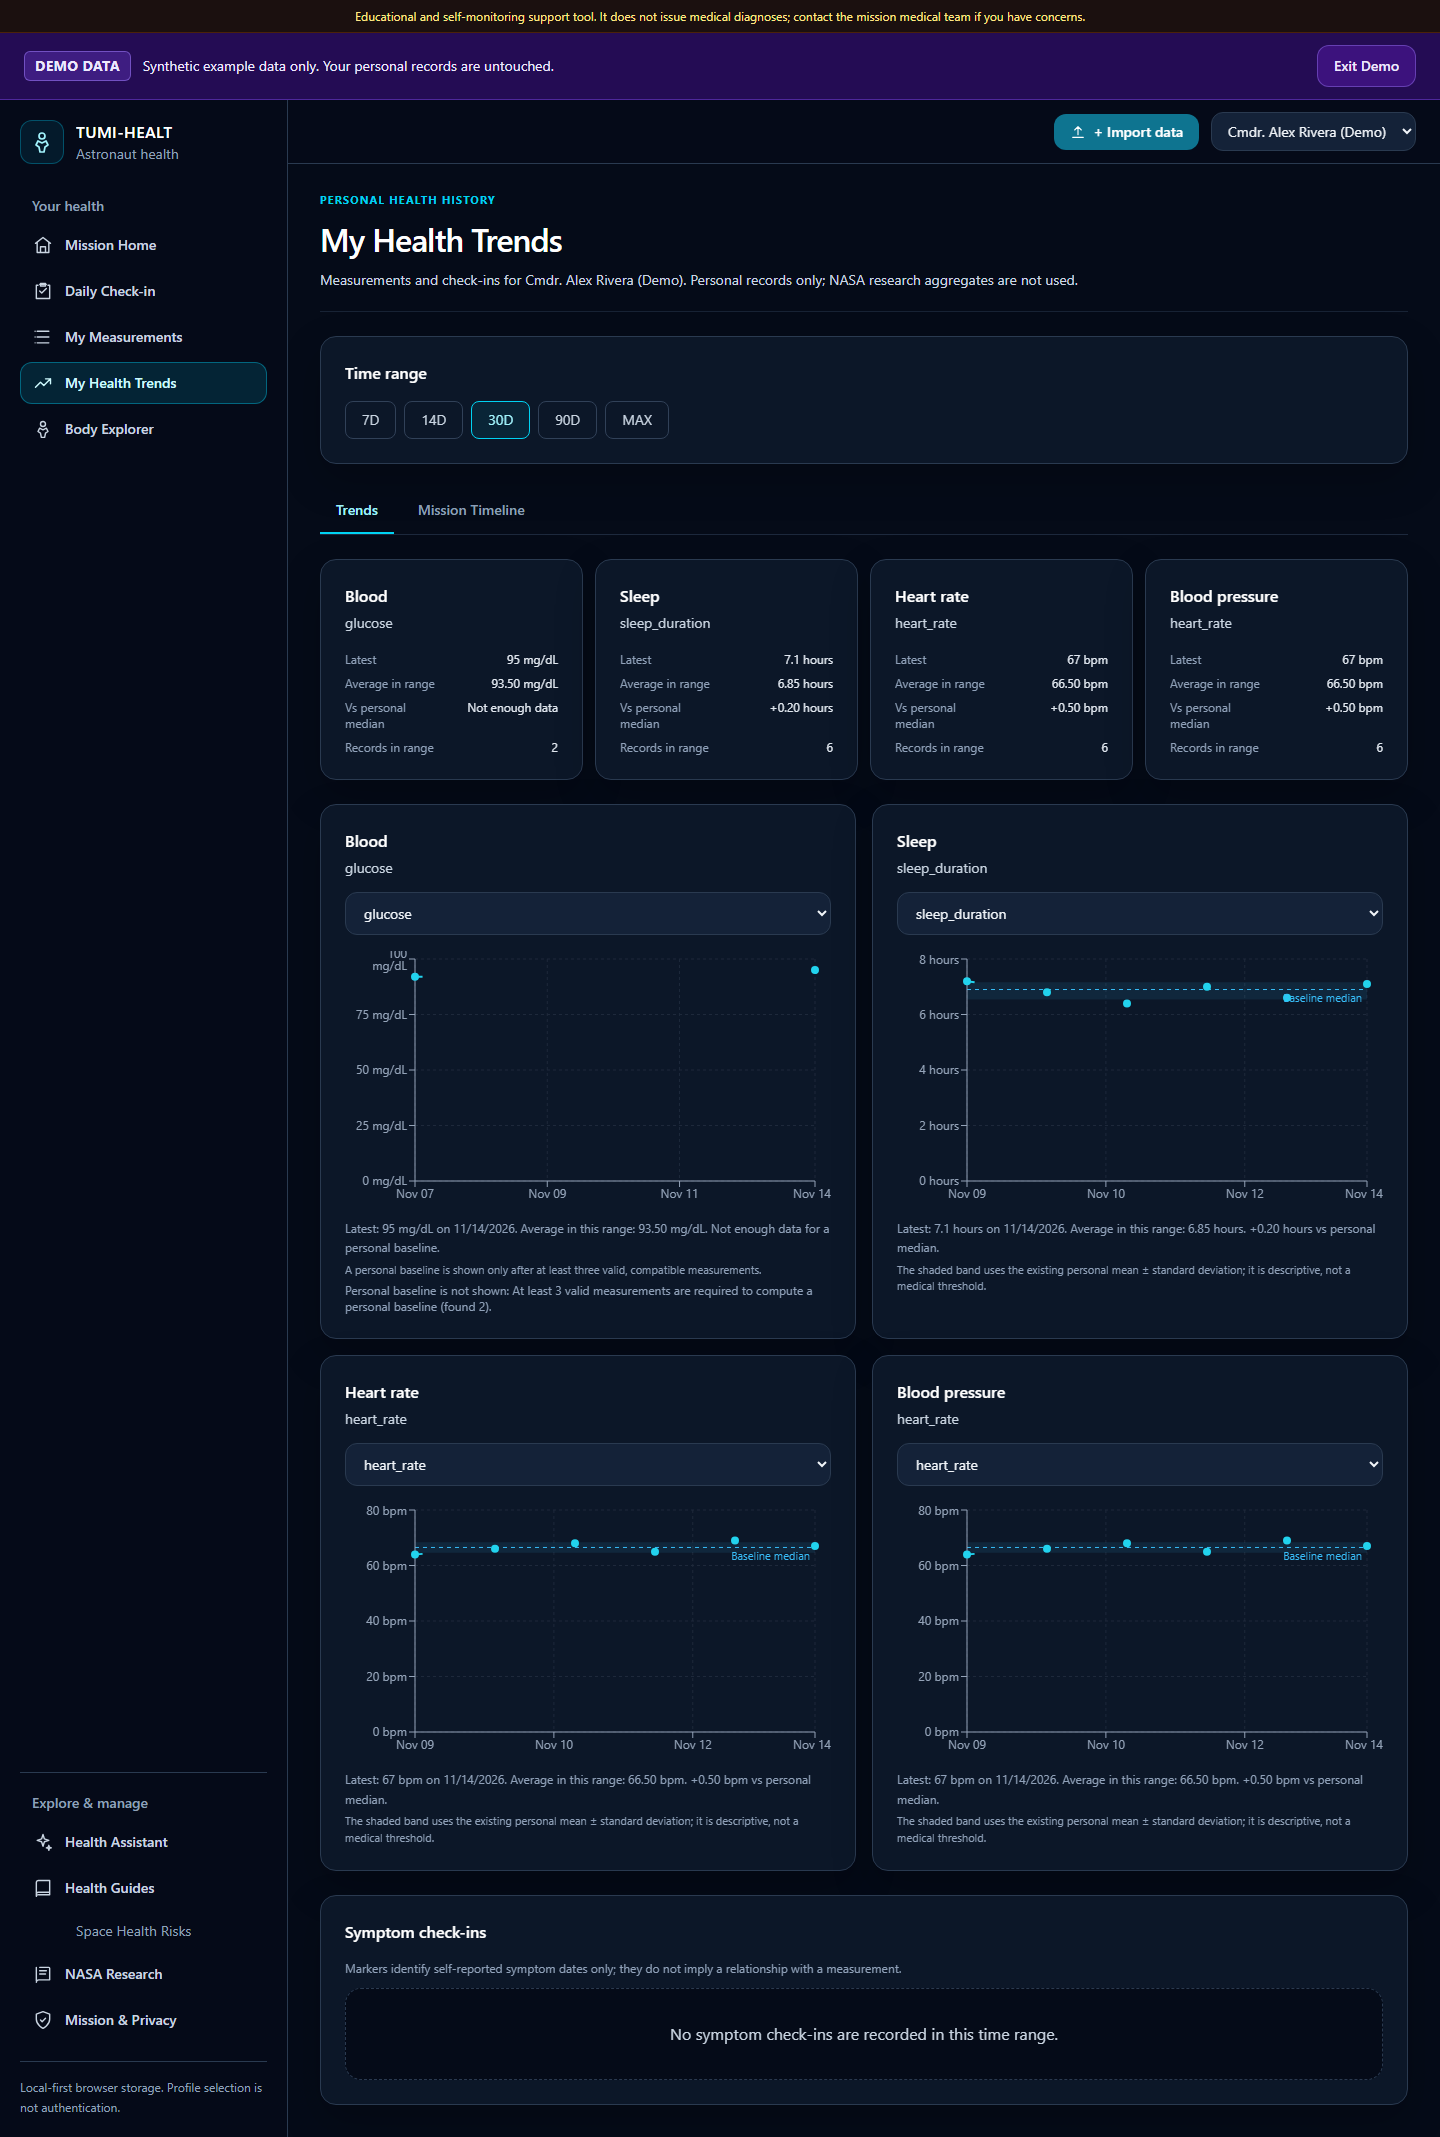 Educational and self-monitoring support tool. It does not issue medical diagnoses; contact the mission medical team if you have concerns.
DEMO DATA
Synthetic example data only. Your personal records are untouched.
Exit Demo
TUMI-HEALT
Astronaut health
+ Import data
Cmdr. Alex Rivera (Demo)
Your health
Mission Home
Daily Check-in
My Measurements
My Health Trends
Body Explorer
PERSONAL HEALTH HISTORY
My Health Trends
Measurements and check-ins for Cmdr. Alex Rivera (Demo). Personal records only; NASA research aggregates are not used.
Time range
7D
14D
30D
90D
MAX
Trends
Mission Timeline
Blood
glucose
Latest
95 mg/dL
Average in range
93.50 mg/dL
Vs personal
median
Not enough data
Records in range
2
Sleep
sleep_duration
Latest
7.1 hours
Average in range
6.85 hours
Vs personal
median
+0.20 hours
Records in range
6
Heart rate
heart_rate
Latest
67 bpm
Average in range
66.50 bpm
Vs personal
median
+0.50 bpm
Records in range
6
Blood pressure
heart_rate
Latest
67 bpm
Average in range
66.50 bpm
Vs personal
median
+0.50 bpm
Records in range
6
Blood
glucose
glucose
100
mg/dL
75 mg/dL
50 mg/dL
25 mg/dL
0 mg/dL
Nov 07
Nov 09
Nov 11
Nov 14
Latest: 95 mg/dL on 11/14/2026. Average in this range: 93.50 mg/dL. Not enough data for a
personal baseline.
A personal baseline is shown only after at least three valid, compatible measurements.
Personal baseline is not shown: At least 3 valid measurements are required to compute a
personal baseline (found 2).
Sleep
sleep_duration
sleep_duration
8 hours
6 hours
4 hours
2 hours
0 hours
Baseline median
Nov 09
Nov 10
Nov 12
Nov 14
Latest: 7.1 hours on 11/14/2026. Average in this range: 6.85 hours. +0.20 hours vs personal
median.
The shaded band uses the existing personal mean ± standard deviation; it is descriptive, not a
medical threshold.
Heart rate
heart_rate
heart_rate
80 bpm
60 bpm
40 bpm
20 bpm
0 bpm
Baseline median
Nov 09
Nov 10
Nov 12
Nov 14
Latest: 67 bpm on 11/14/2026. Average in this range: 66.50 bpm. +0.50 bpm vs personal
median.
The shaded band uses the existing personal mean ± standard deviation; it is descriptive, not a
medical threshold.
Blood pressure
heart_rate
heart_rate
80 bpm
60 bpm
40 bpm
20 bpm
0 bpm
Baseline median
Nov 09
Nov 10
Nov 12
Nov 14
Latest: 67 bpm on 11/14/2026. Average in this range: 66.50 bpm. +0.50 bpm vs personal
median.
The shaded band uses the existing personal mean ± standard deviation; it is descriptive, not a
medical threshold.
Symptom check-ins
Markers identify self-reported symptom dates only; they do not imply a relationship with a measurement.
No symptom check-ins are recorded in this time range.
Explore & manage
Health Assistant
Health Guides
Space Health Risks
NASA Research
Mission & Privacy
Local-first browser storage. Profile selection is
not authentication.